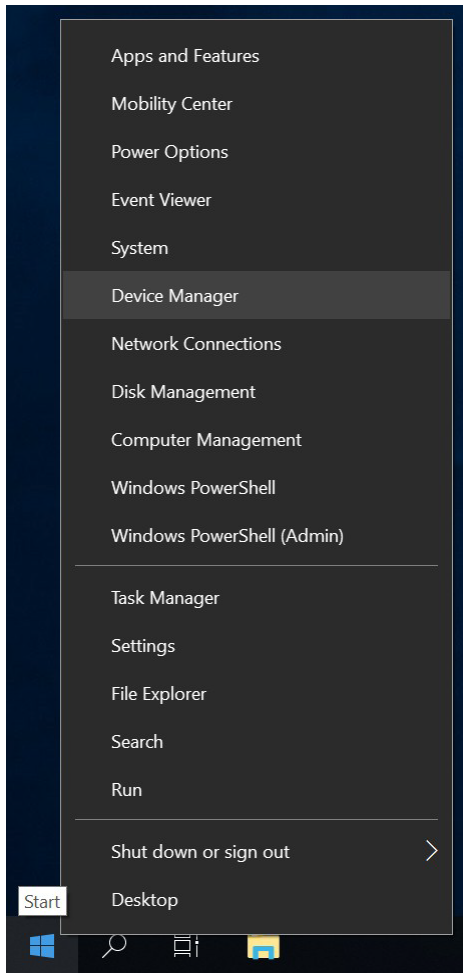 Apps and Features
Mobility Center
Power Options
Event Viewer
System
Device Manager
Network Connections
Disk Management
Computer Management
Windows PowerShell
Windows PowerShell (Admin)
Task Manager
Settings
File Explorer
Search
Run
Shut down or sign out
Desktop
Start